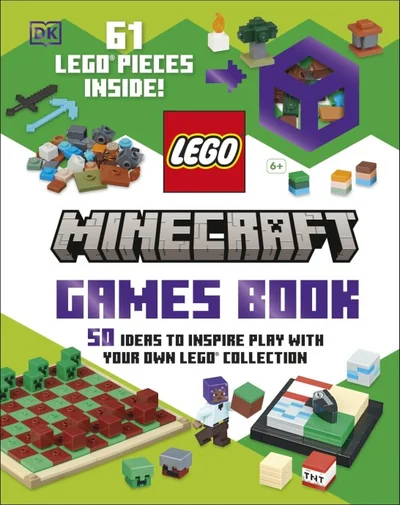 DK
61
LEGO® PIECES
INSIDE!
LEGO
6+
MINECRAFT
GAMES BOOK
50 IDEAS TO INSPIRE PLAY WITH
YOUR OWN LEGO® COLLECTION
TNT